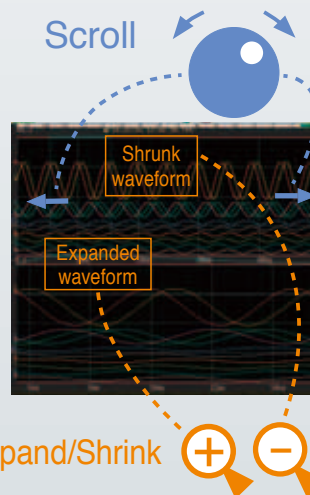 Scroll
Shrunk
waveform
Expanded
waveform
pand/Shrink